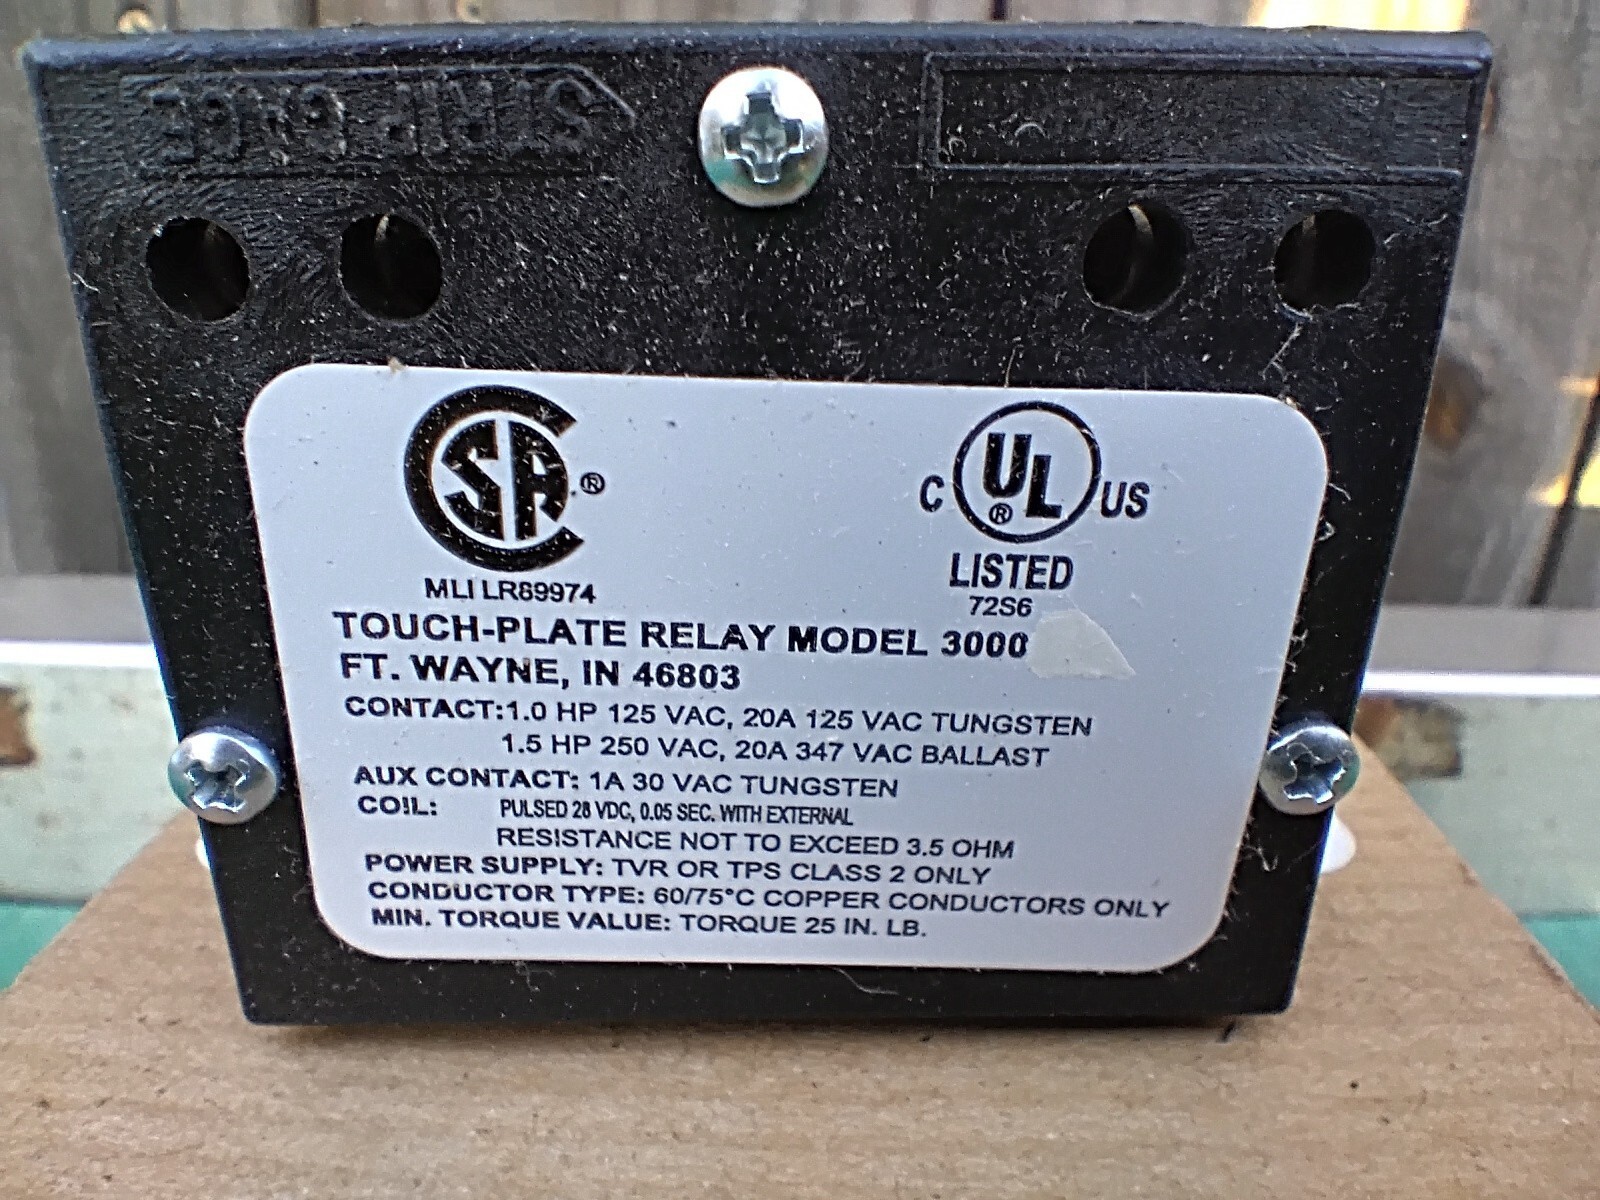 STRIP GAGE
CSA ®
MLI LR89974
C UL ® US
LISTED
72S6
TOUCH-PLATE RELAY MODEL 3000
FT. WAYNE, IN 46803
CONTACT: 1.0 HP 125 VAC, 20A 125 VAC TUNGSTEN
1.5 HP 250 VAC, 20A 347 VAC BALLAST
AUX CONTACT: 1A 30 VAC TUNGSTEN
COIL: PULSED 28 VDC, 0.05 SEC. WITH EXTERNAL
RESISTANCE NOT TO EXCEED 3.5 OHM
POWER SUPPLY: TVR OR TPS CLASS 2 ONLY
CONDUCTOR TYPE: 60/75°C COPPER CONDUCTORS ONLY
MIN. TORQUE VALUE: TORQUE 25 IN. LB.